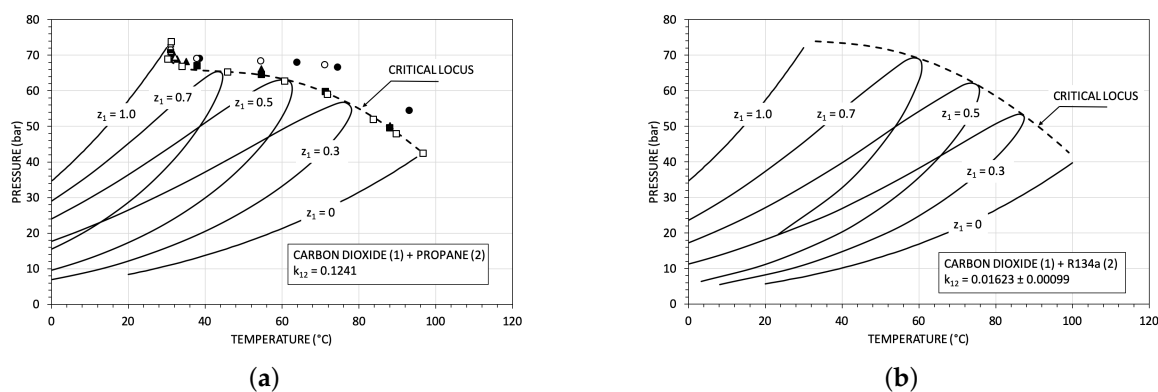 80
70
60
50
40
30
20
10
0
PRESSURE (bar)
CRITICAL LOCUS
z1 = 1.0
z1 = 0.7
z1 = 0.5
z1 = 0.3
z1 = 0
CARBON DIOXIDE (1) + PROPANE (2)
k12 = 0.1241
0 20 40 60 80 100 120
TEMPERATURE (°C)
(a)
80
70
60
50
40
30
20
10
0
PRESSURE (bar)
CRITICAL LOCUS
z1 = 1.0
z1 = 0.7
z1 = 0.5
z1 = 0.3
z1 = 0
CARBON DIOXIDE (1) + R134a (2)
k12 = 0.01623 ± 0.00099
0 20 40 60 80 100 120
TEMPERATURE (°C)
(b)